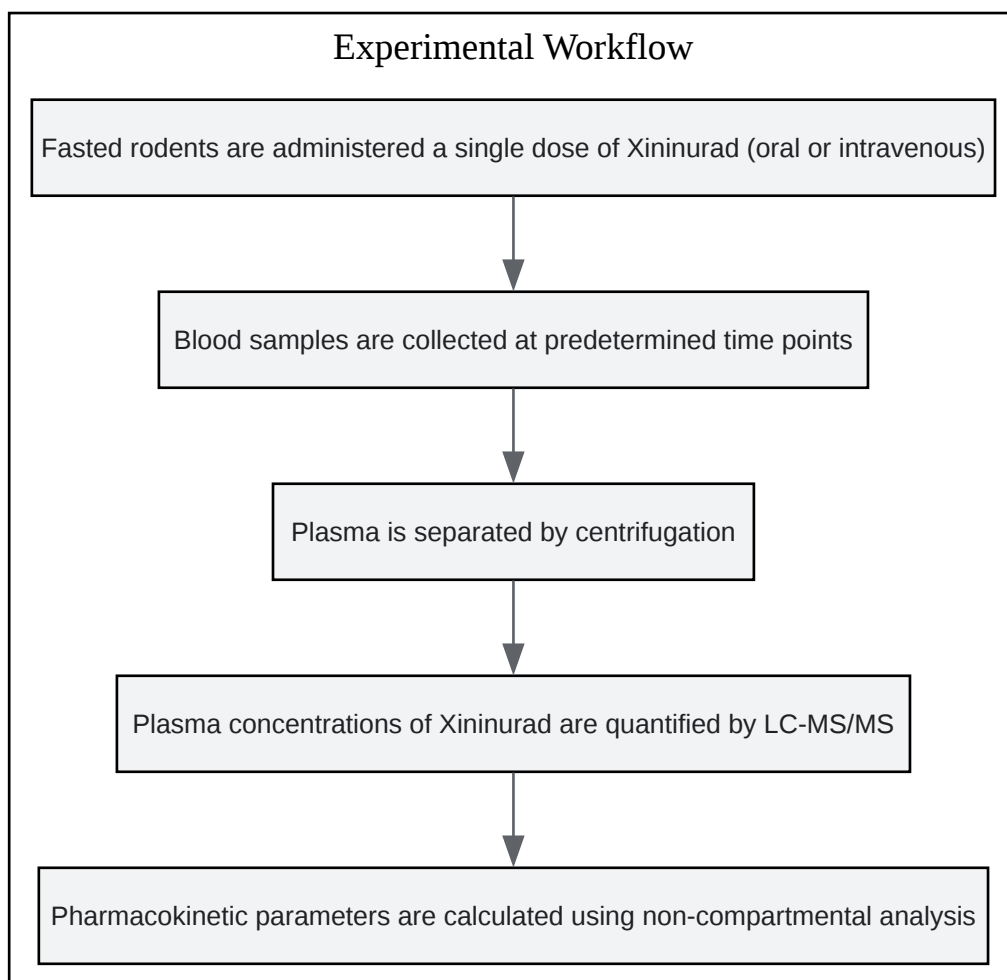 Experimental Workflow
Fasted rodents are administered a single dose of Xininurad (oral or intravenous)
Blood samples are collected at predetermined time points
Plasma is separated by centrifugation
Plasma concentrations of Xininurad are quantified by LC-MS/MS
Pharmacokinetic parameters are calculated using non-compartmental analysis